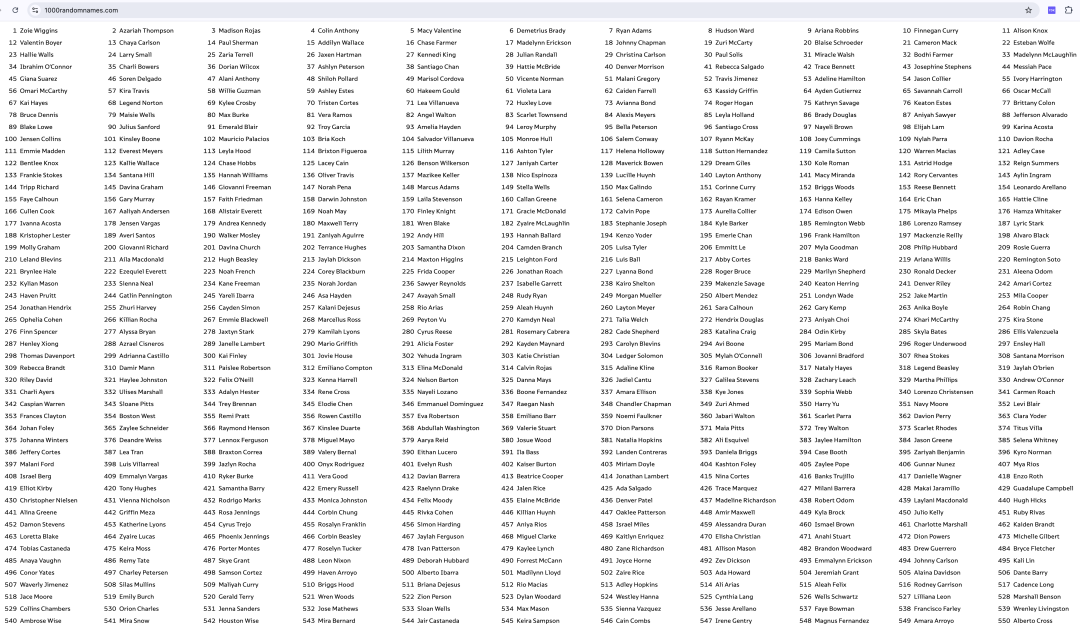 1000randomnames.com
1 Zoie Wiggins 2 Azariah Thompson 3 Madison Rojas 4 Colin Anthony 5 Macy Valentine 6 Demetrius Brady 7 Ryan Adams 8 Hudson Ward 9 Ariana Robbins 10 Finnegan Curry 11 Alison Knox
12 Valentin Boyer 13 Chaya Carlson 14 Paul Sherman 15 Addilyn Wallace 16 Chase Farmer 17 Madelynn Erickson 18 Johnny Chapman 19 Zuri McCarty 20 Blaise Schroeder 21 Cameron Mack 22 Esteban Wolfe
23 Hallie Walls 24 Larry Small 25 Zaria Terrell 26 Jaxen Hartman 27 Kennedi King 28 Julian Randall 29 Christina Carlson 30 Paul Solis 31 Miracle Walsh 32 Bodhi Farmer 33 Madelynn McLaughlin
34 Ibrahim O'Connor 35 Charli Bowers 36 Dorian Wilcox 37 Ashlyn Peterson 38 Santiago Chan 39 Hattie McBride 40 Denver Morrison 41 Rebecca Salgado 42 Trace Bennett 43 Josephine Stephens 44 Messiah Pace
45 Giana Suarez 46 Soren Delgado 47 Alani Anthony 48 Shiloh Pollard 49 Marisol Cordova 50 Vicente Norman 51 Malani Gregory 52 Travis Jimenez 53 Adeline Hamilton 54 Jason Collier 55 Ivory Harrington
56 Omari McCarthy 57 Kira Travis 58 Willie Guzman 59 Ashley Estes 60 Hakeem Gould 61 Violeta Lara 62 Caiden Farrell 63 Kassidy Griffin 64 Ayden Gutierrez 65 Savannah Carroll 66 Oscar McCall
67 Kai Hayes 68 Legend Norton 69 Kylee Crosby 70 Tristen Cortes 71 Lea Villanueva 72 Huxley Love 73 Avianna Bond 74 Roger Hogan 75 Kathryn Savage 76 Keaton Estes 77 Brittany Colon
78 Bruce Dennis 79 Maisie Wells 80 Max Burke 81 Vera Ramos 82 Angel Walton 83 Scarlet Townsend 84 Alexis Meyers 85 Leyla Holland 86 Brady Douglas 87 Aniyah Sawyer 88 Jefferson Alvarado
89 Blake Lowe 90 Julius Sanford 91 Emerald Blair 92 Troy Garcia 93 Amelia Hayden 94 Leroy Murphy 95 Bella Peterson 96 Santiago Cross 97 Nayeli Brown 98 Elijah Lam 99 Karina Acosta
100 Jensen Collins 101 Kinsley Boone 102 Mauricio Palacios 103 Bria Koch 104 Salvador Villanueva 105 Monroe Hull 106 Salem Conway 107 Ryann McKay 108 Joey Cummings 109 Nylah Parra 110 Davion Rocha
111 Emmie Madden 112 Everest Meyers 113 Leyla Hood 114 Brixton Figueroa 115 Lilith Murray 116 Ashton Tyler 117 Helena Holloway 118 Sutton Hernandez 119 Camila Sutton 120 Warren Macias 121 Adley Case
122 Bentlee Knox 123 Kallie Wallace 124 Chase Hobbs 125 Lacey Cain 126 Benson Wilkerson 127 Janiyah Carter 128 Maverick Bowen 129 Dream Giles 130 Kole Roman 131 Astrid Hodge 132 Reign Summers
133 Frankie Stokes 134 Santana Hill 135 Hannah Williams 136 Oliver Travis 137 Mazikee Keller 138 Nico Espinoza 139 Lucille Huynh 140 Layton Anthony 141 Macy Miranda 142 Rory Cervantes 143 Aylin Ingram
144 Tripp Richard 145 Davina Graham 146 Giovanni Freeman 147 Norah Pena 148 Marcus Adams 149 Stella Wells 150 Max Galindo 151 Corinne Curry 152 Briggs Woods 153 Reese Bennett 154 Leonardo Arellano
155 Faye Calhoun 156 Gary Murray 157 Faith Friedman 158 Darwin Johnston 159 Laila Stevenson 160 Callan Greene 161 Selena Cameron 162 Rayan Kramer 163 Hanna Kelley 164 Eric Chan 165 Hattie Cline
166 Cullen Cook 167 Aaliyah Andersen 168 Alistair Everett 169 Noah May 170 Finley Knight 171 Gracie McDonald 172 Calvin Pope 173 Aurelia Collier 174 Edison Owen 175 Mikayla Phelps 176 Hamza Whitaker
177 Ivanna Acosta 178 Jensen Vargas 179 Andrea Kennedy 180 Maxwell Terry 181 Wren Blake 182 Zyaire McLaughlin 183 Stephanie Joseph 184 Kyle Barker 185 Remington Webb 186 Lorenzo Ramsey 187 Lyric Stark
188 Kristopher Lester 189 Averi Santos 190 Walker Mosley 191 Zaniyah Aguirre 192 Andy Hill 193 Hannah Ballard 194 Kenzo Yoder 195 Emerie Chan 196 Frank Hamilton 197 Mackenzie Reilly 198 Alvaro Black
199 Molly Graham 200 Giovanni Richard 201 Davina Church 202 Terrance Hughes 203 Samantha Dixon 204 Camden Branch 205 Luisa Tyler 206 Emmitt Le 207 Myla Goodman 208 Philip Hubbard 209 Rosie Guerra
210 Leland Blevins 211 Aila Macdonald 212 Hugh Beasley 213 Jaylah Dickson 214 Maxton Higgins 215 Leighton Ford 216 Luis Ball 217 Abby Cortes 218 Banks Ward 219 Ariana Willis 220 Remington Soto
221 Brynlee Hale 222 Ezequiel Everett 223 Noah French 224 Corey Blackburn 225 Frida Cooper 226 Jonathan Roach 227 Lyanna Bond 228 Roger Bruce 229 Marilyn Shepherd 230 Ronald Decker 231 Aleena Odom
232 Kyllan Mason 233 Sienna Neal 234 Kane Freeman 235 Norah Jordan 236 Sawyer Reynolds 237 Isabelle Garrett 238 Kairo Shelton 239 Makenzie Savage 240 Keaton Herring 241 Denver Riley 242 Amari Cortez
243 Haven Pruitt 244 Gatlin Pennington 245 Yareli Ibarra 246 Asa Hayden 247 Avayah Small 248 Rudy Ryan 249 Morgan Mueller 250 Albert Mendez 251 Londyn Wade 252 Jake Martin 253 Mila Cooper
254 Jonathan Hendrix 255 Zhuri Harvey 256 Cayden Simon 257 Kalani Dejesus 258 Rio Arias 259 Aleah Huynh 260 Layton Meyer 261 Sara Calhoun 262 Gary Kemp 263 Anika Boyle 264 Robin Chang
265 Ophelia Cohen 266 Killian Rocha 267 Emmie Blackwell 268 Marcellus Ross 269 Peyton Vu 270 Kamdyn Neal 271 Talia Welch 272 Hendrix Douglas 273 Aniyah Choi 274 Khari McCarthy 275 Kira Stone
276 Finn Spencer 277 Alyssa Bryan 278 Jaxtyn Stark 279 Kamilah Lyons 280 Cyrus Reese 281 Rosemary Cabrera 282 Cade Shepherd 283 Katalina Craig 284 Odin Kirby 285 Skyla Bates 286 Ellis Valenzuela
287 Henley Xiong 288 Azrael Cisneros 289 Janelle Lambert 290 Mario Griffith 291 Alicia Foster 292 Kayden Maynard 293 Carolyn Blevins 294 Avi Boone 295 Mariam Bond 296 Roger Underwood 297 Ensley Hall
298 Thomas Davenport 299 Adrianna Castillo 300 Kai Finley 301 Jovie House 302 Yehuda Ingram 303 Katie Christian 304 Ledger Solomon 305 Mylah O'Connell 306 Jovanni Bradford 307 Rhea Stokes 308 Santana Morrison
309 Rebecca Brandt 310 Damir Mann 311 Paislee Robertson 312 Emiliano Compton 313 Elina McDonald 314 Calvin Rojas 315 Adaline Kline 316 Ramon Booker 317 Nataly Hayes 318 Legend Beasley 319 Jaylah O'Brien
320 Riley David 321 Haylee Johnston 322 Felix O'Neill 323 Kenna Harrell 324 Nelson Barton 325 Danna Mays 326 Jadiel Cantu 327 Galilea Stevens 328 Zachary Leach 329 Martha Phillips 330 Andrew O'Connor
331 Charli Ayers 332 Ulises Marshall 333 Adalyn Hester 334 Rene Cross 335 Nayeli Lozano 336 Boone Fernandez 337 Amara Ellison 338 Kye Jones 339 Sophia Webb 340 Lorenzo Christensen 341 Carmen Roach
342 Caspian Warren 343 Sloane Pitts 344 Trey Brennan 345 Elodie Chen 346 Emmanuel Dominguez 347 Raegan Nash 348 Chandler Chapman 349 Zuri Ahmed 350 Harry Yu 351 Navy Moore 352 Levi Blair
353 Frances Clayton 354 Boston West 355 Remi Pratt 356 Rowen Castillo 357 Eva Robertson 358 Emiliano Barr 359 Noemi Faulkner 360 Jabari Walton 361 Scarlet Parra 362 Davion Perry 363 Clara Yoder
364 Johan Foley 365 Zaylee Schneider 366 Raymond Henson 367 Kinslee Duarte 368 Abdullah Washington 369 Valerie Stuart 370 Dion Parsons 371 Maia Pitts 372 Trey Walton 373 Scarlet Rhodes 374 Titus Villa
375 Johanna Winters 376 Deandre Weiss 377 Lennox Ferguson 378 Miguel Mayo 379 Aarya Reid 380 Josue Wood 381 Natalia Hopkins 382 Ali Esquivel 383 Jaylee Hamilton 384 Jason Greene 385 Selena Whitney
386 Jeffery Cortes 387 Lea Tran 388 Braxton Correa 389 Valery Bernal 390 Eithan Lucero 391 Ila Bass 392 Landen Contreras 393 Daniela Briggs 394 Case Booth 395 Zariyah Benjamin 396 Kyro Norman
397 Malani Ford 398 Luis Villarreal 399 Jazlyn Rocha 400 Onyx Rodriguez 401 Evelyn Rush 402 Kaiser Burton 403 Miriam Doyle 404 Kashton Foley 405 Zaylee Pope 406 Gunnar Nunez 407 Mya Rios
408 Israel Berg 409 Emmalyn Vargas 410 Ryker Burke 411 Vera Good 412 Davian Barrera 413 Beatrice Cooper 414 Jonathan Lambert 415 Nina Cortes 416 Banks Trujillo 417 Danielle Wagner 418 Enzo Roth
419 Elliot Kirby 420 Tony Hughes 421 Samantha Barry 422 Emery Russell 423 Raelynn Drake 424 Jalen Rice 425 Ada Salgado 426 Trace Marquez 427 Milani Barrera 428 Makai Jaramillo 429 Guadalupe Campbell
430 Christopher Nielsen 431 Vienna Nicholson 432 Rodrigo Marks 433 Monica Johnston 434 Felix Moody 435 Elaine McBride 436 Denver Patel 437 Madeline Richardson 438 Robert Odom 439 Laylani Macdonald 440 Hugh Hicks
441 Alina Greene 442 Griffin Meza 443 Rosa Jennings 444 Corbin Chung 445 Rivka Cohen 446 Killian Huynh 447 Oaklee Patterson 448 Amir Maxwell 449 Kyla Brock 450 Julio Kelly 451 Ruby Rivas
452 Damon Stevens 453 Katherine Lyons 454 Cyrus Trejo 455 Rosalyn Franklin 456 Simon Harding 457 Aniya Rios 458 Israel Miles 459 Alessandra Duran 460 Ismael Brown 461 Charlotte Marshall 462 Kaiden Brandt
463 Loretta Blake 464 Zyaire Lucas 465 Phoenix Jennings 466 Corbin Beasley 467 Jaylah Ferguson 468 Miguel Clarke 469 Kaitlyn Enriquez 470 Elisha Christian 471 Anahi Stuart 472 Dion Powers 473 Michelle Gilbert
474 Tobias Castaneda 475 Keira Moss 476 Porter Montes 477 Roselyn Tucker 478 Ivan Patterson 479 Kaylee Lynch 480 Zane Richardson 481 Allison Mason 482 Brandon Woodward 483 Drew Guerrero 484 Bryce Fletcher
485 Anaya Vaughn 486 Remy Tate 487 Skye Grant 488 Leon Nixon 489 Deborah Hubbard 490 Forrest McCann 491 Joyce Horne 492 Zev Dickson 493 Emmalynn Erickson 494 Johnny Carlson 495 Kali Lin
496 Conor Yates 497 Charley Petersen 498 Samson Cortez 499 Haven Arroyo 500 Alberto Ibarra 501 Madilynn Lloyd 502 Zaire Rice 503 Ada Howard 504 Jeremiah Grant 505 Alaina Davidson 506 Dante Barry
507 Waverly Jimenez 508 Silas Mullins 509 Maliyah Curry 510 Briggs Hood 511 Briana Dejesus 512 Rio Macias 513 Adley Hopkins 514 Ali Arias 515 Aleah Felix 516 Rodney Garrison 517 Cadence Long
518 Jace Moore 519 Emily Burch 520 Gerald Terry 521 Wren Woods 522 Zion Person 523 Dylan Woodard 524 Westley Hanna 525 Cynthia Lang 526 Wells Schwartz 527 Lilliana Leon 528 Marshall Benson
529 Collins Chambers 530 Orion Charles 531 Jenna Sanders 532 Jose Mathews 533 Sloan Wells 534 Max Mason 535 Sienna Vazquez 536 Jesse Arellano 537 Faye Bowman 538 Francisco Farley 539 Wrenley Livingston
540 Ambrose Wise 541 Mira Snow 542 Houston Wise 543 Mira Bernard 544 Jair Castaneda 545 Keira Sampson 546 Cain Combs 547 Irene Gentry 548 Magnus Fernandez 549 Amara Arroyo 550 Alberto Cross